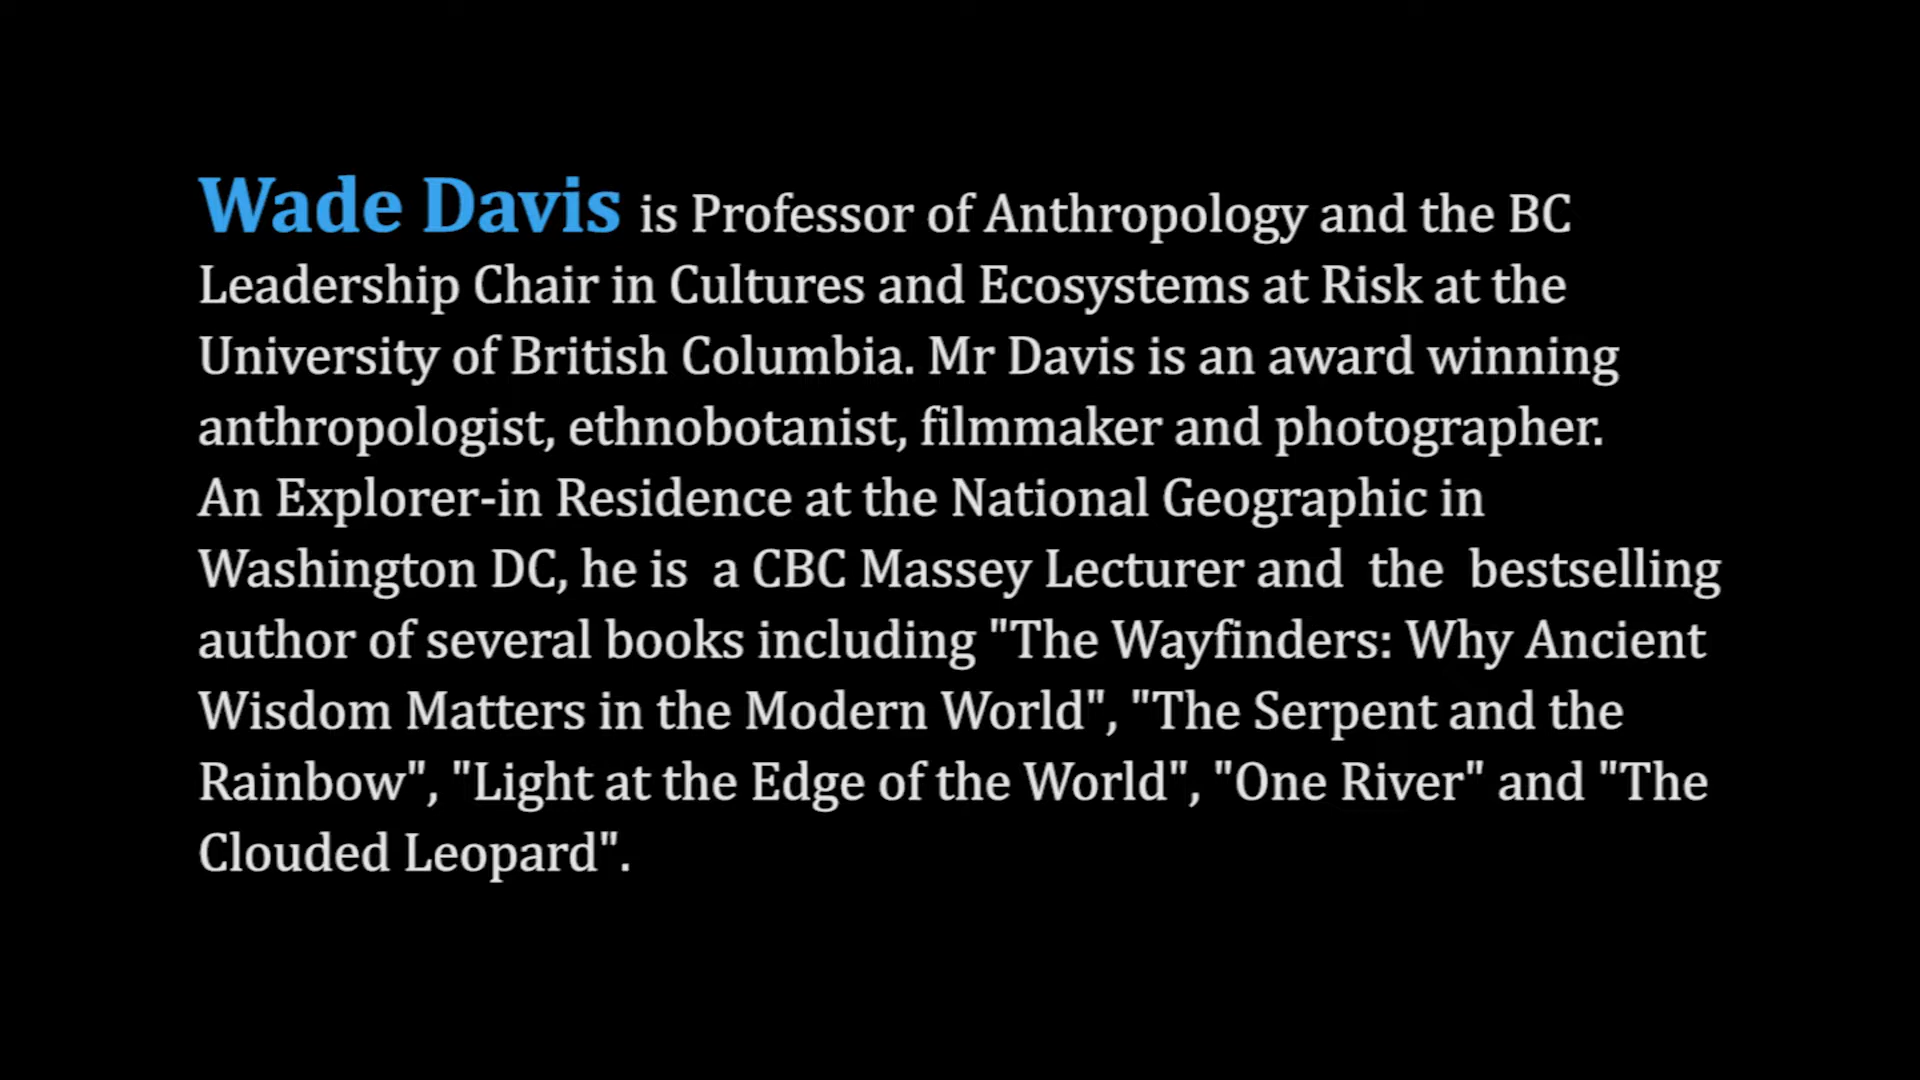 Wade Davis is Professor of Anthropology and the BC
Leadership Chair in Cultures and Ecosystems at Risk at the
University of British Columbia. Mr Davis is an award winning
anthropologist, ethnobotanist, filmmaker and photographer.
An Explorer-in Residence at the National Geographic in
Washington DC, he is  a CBC Massey Lecturer and  the  bestselling
author of several books including "The Wayfinders: Why Ancient
Wisdom Matters in the Modern World", "The Serpent and the
Rainbow", "Light at the Edge of the World", "One River" and "The
Clouded Leopard".